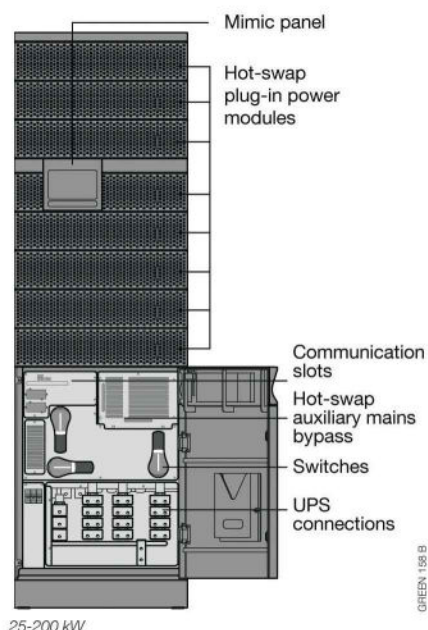 Mimic panel
Hot-swap
plug-in power
modules
Communication
slots
Hot-swap
auxiliary mains
bypass
Switches
UPS
connections
GREEN 158 B
25-200 kW